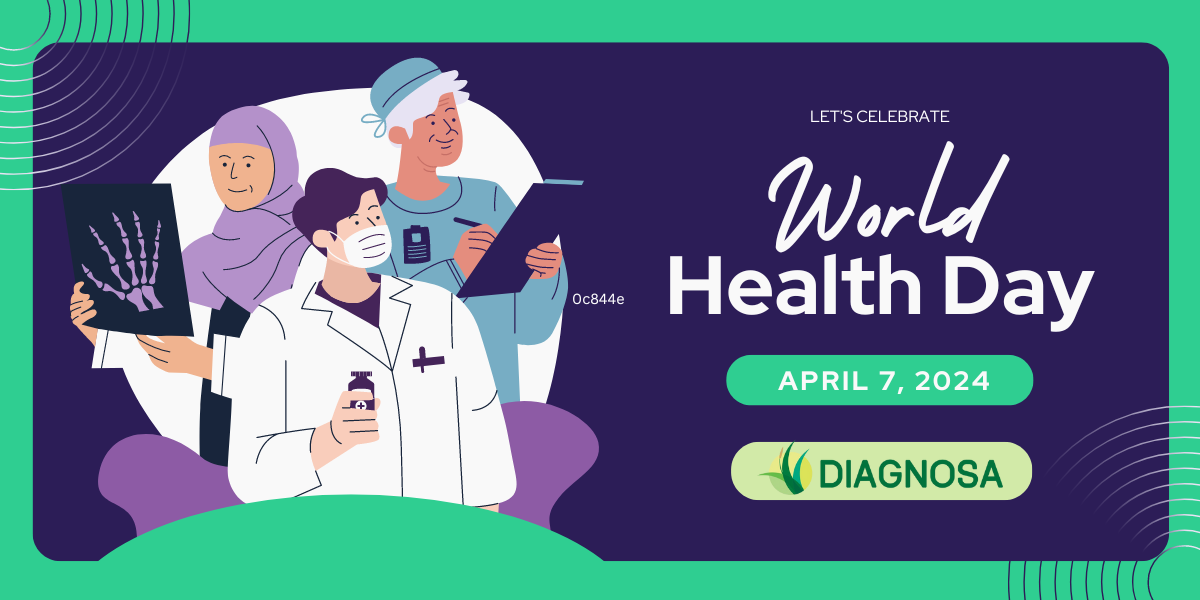 LET'S CELEBRATE
World
Health Day
0c844e
APRIL 7, 2024
DIAGNOSA